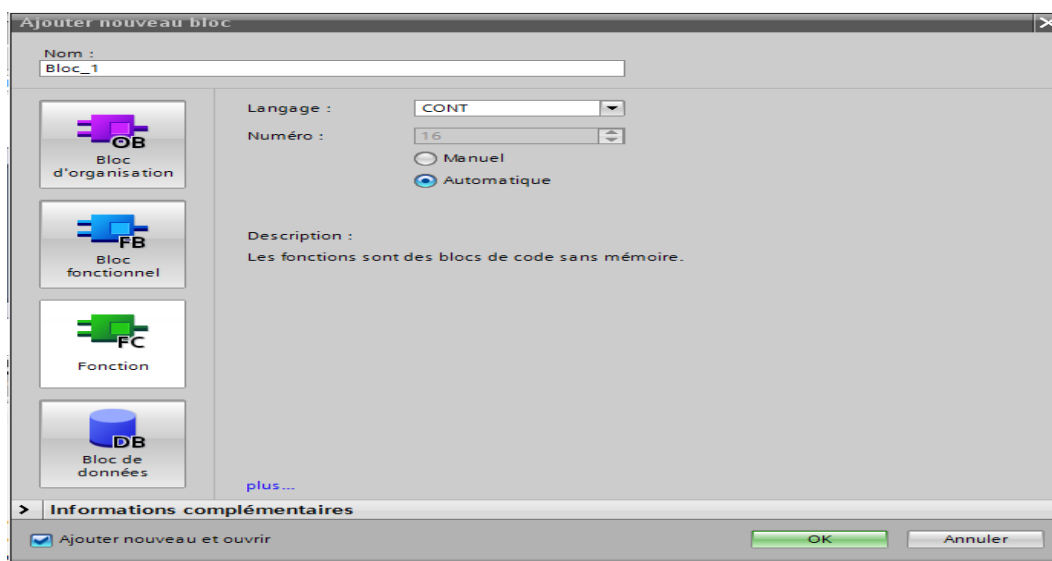 Ajouter nouveau bloc
Nom :
Bloc_1
OB
Bloc
d'organisation
FB
Bloc
fonctionnel
FC
Fonction
DB
Bloc de
données
Langage :
CONT
Numéro :
16
Manuel
Automatique
Description :
Les fonctions sont des blocs de code sans mémoire.
plus...
> Informations complémentaires
Ajouter nouveau et ouvrir
OK
Annuler